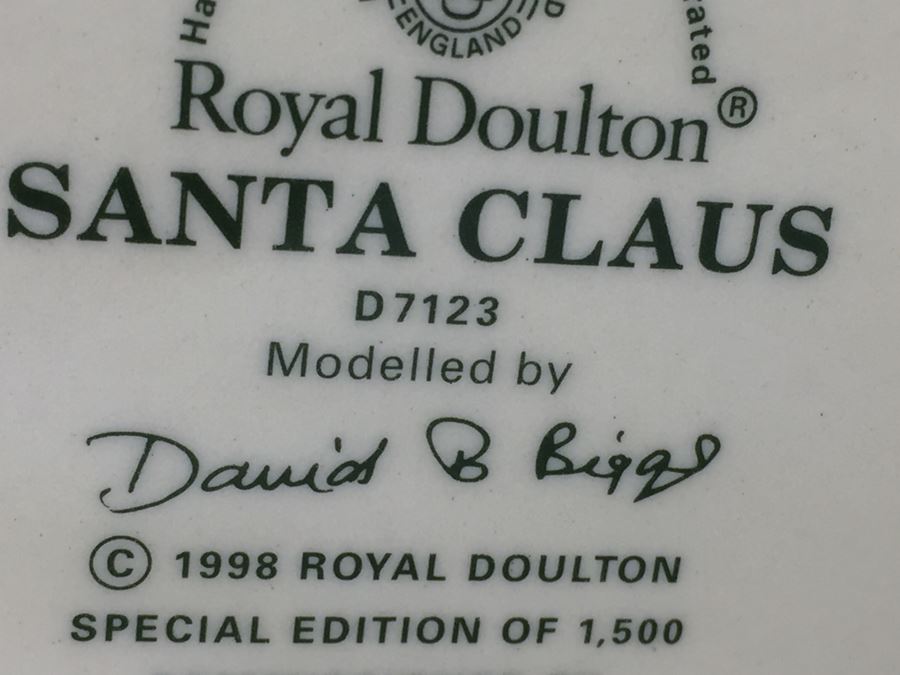 ENGLAND
Royal Doulton®
SANTA CLAUS
D7123
Modelled by
David B Biggs
© 1998 ROYAL DOULTON
SPECIAL EDITION OF 1,500